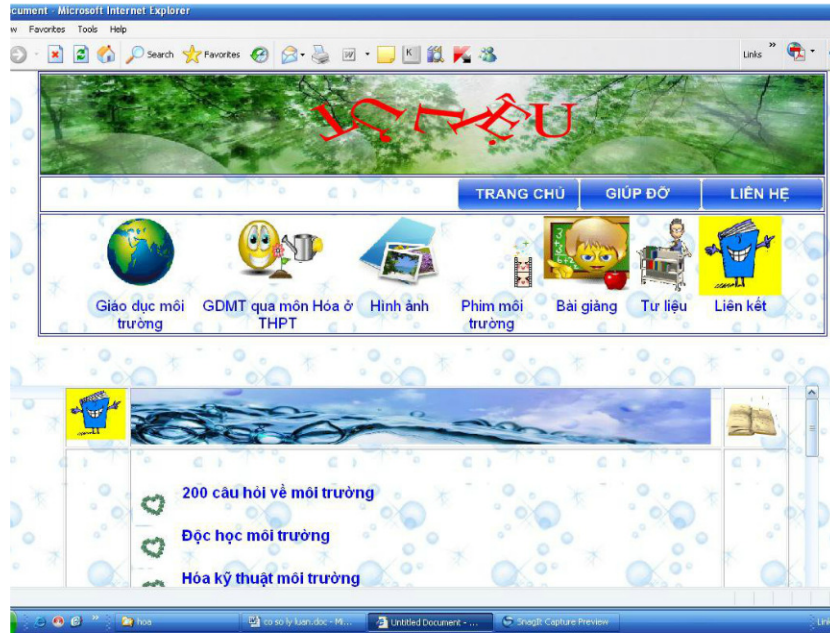 ocument - Microsoft Internet Explorer
w Favorites Tools Help
Search Favorites Links
TƯ LIỆU
TRANG CHỦ GIÚP ĐỠ LIÊN HỆ
Giáo dục môi trường
GDMT qua môn Hóa ở THPT
Hình ảnh
Phim môi trường
Bài giảng
Tư liệu
Liên kết
200 câu hỏi về môi trường
Độc học môi trường
Hóa kỹ thuật môi trường
hoa co so ly luan.doc - Mi... Untitled Document - ... SnagIt Capture Preview